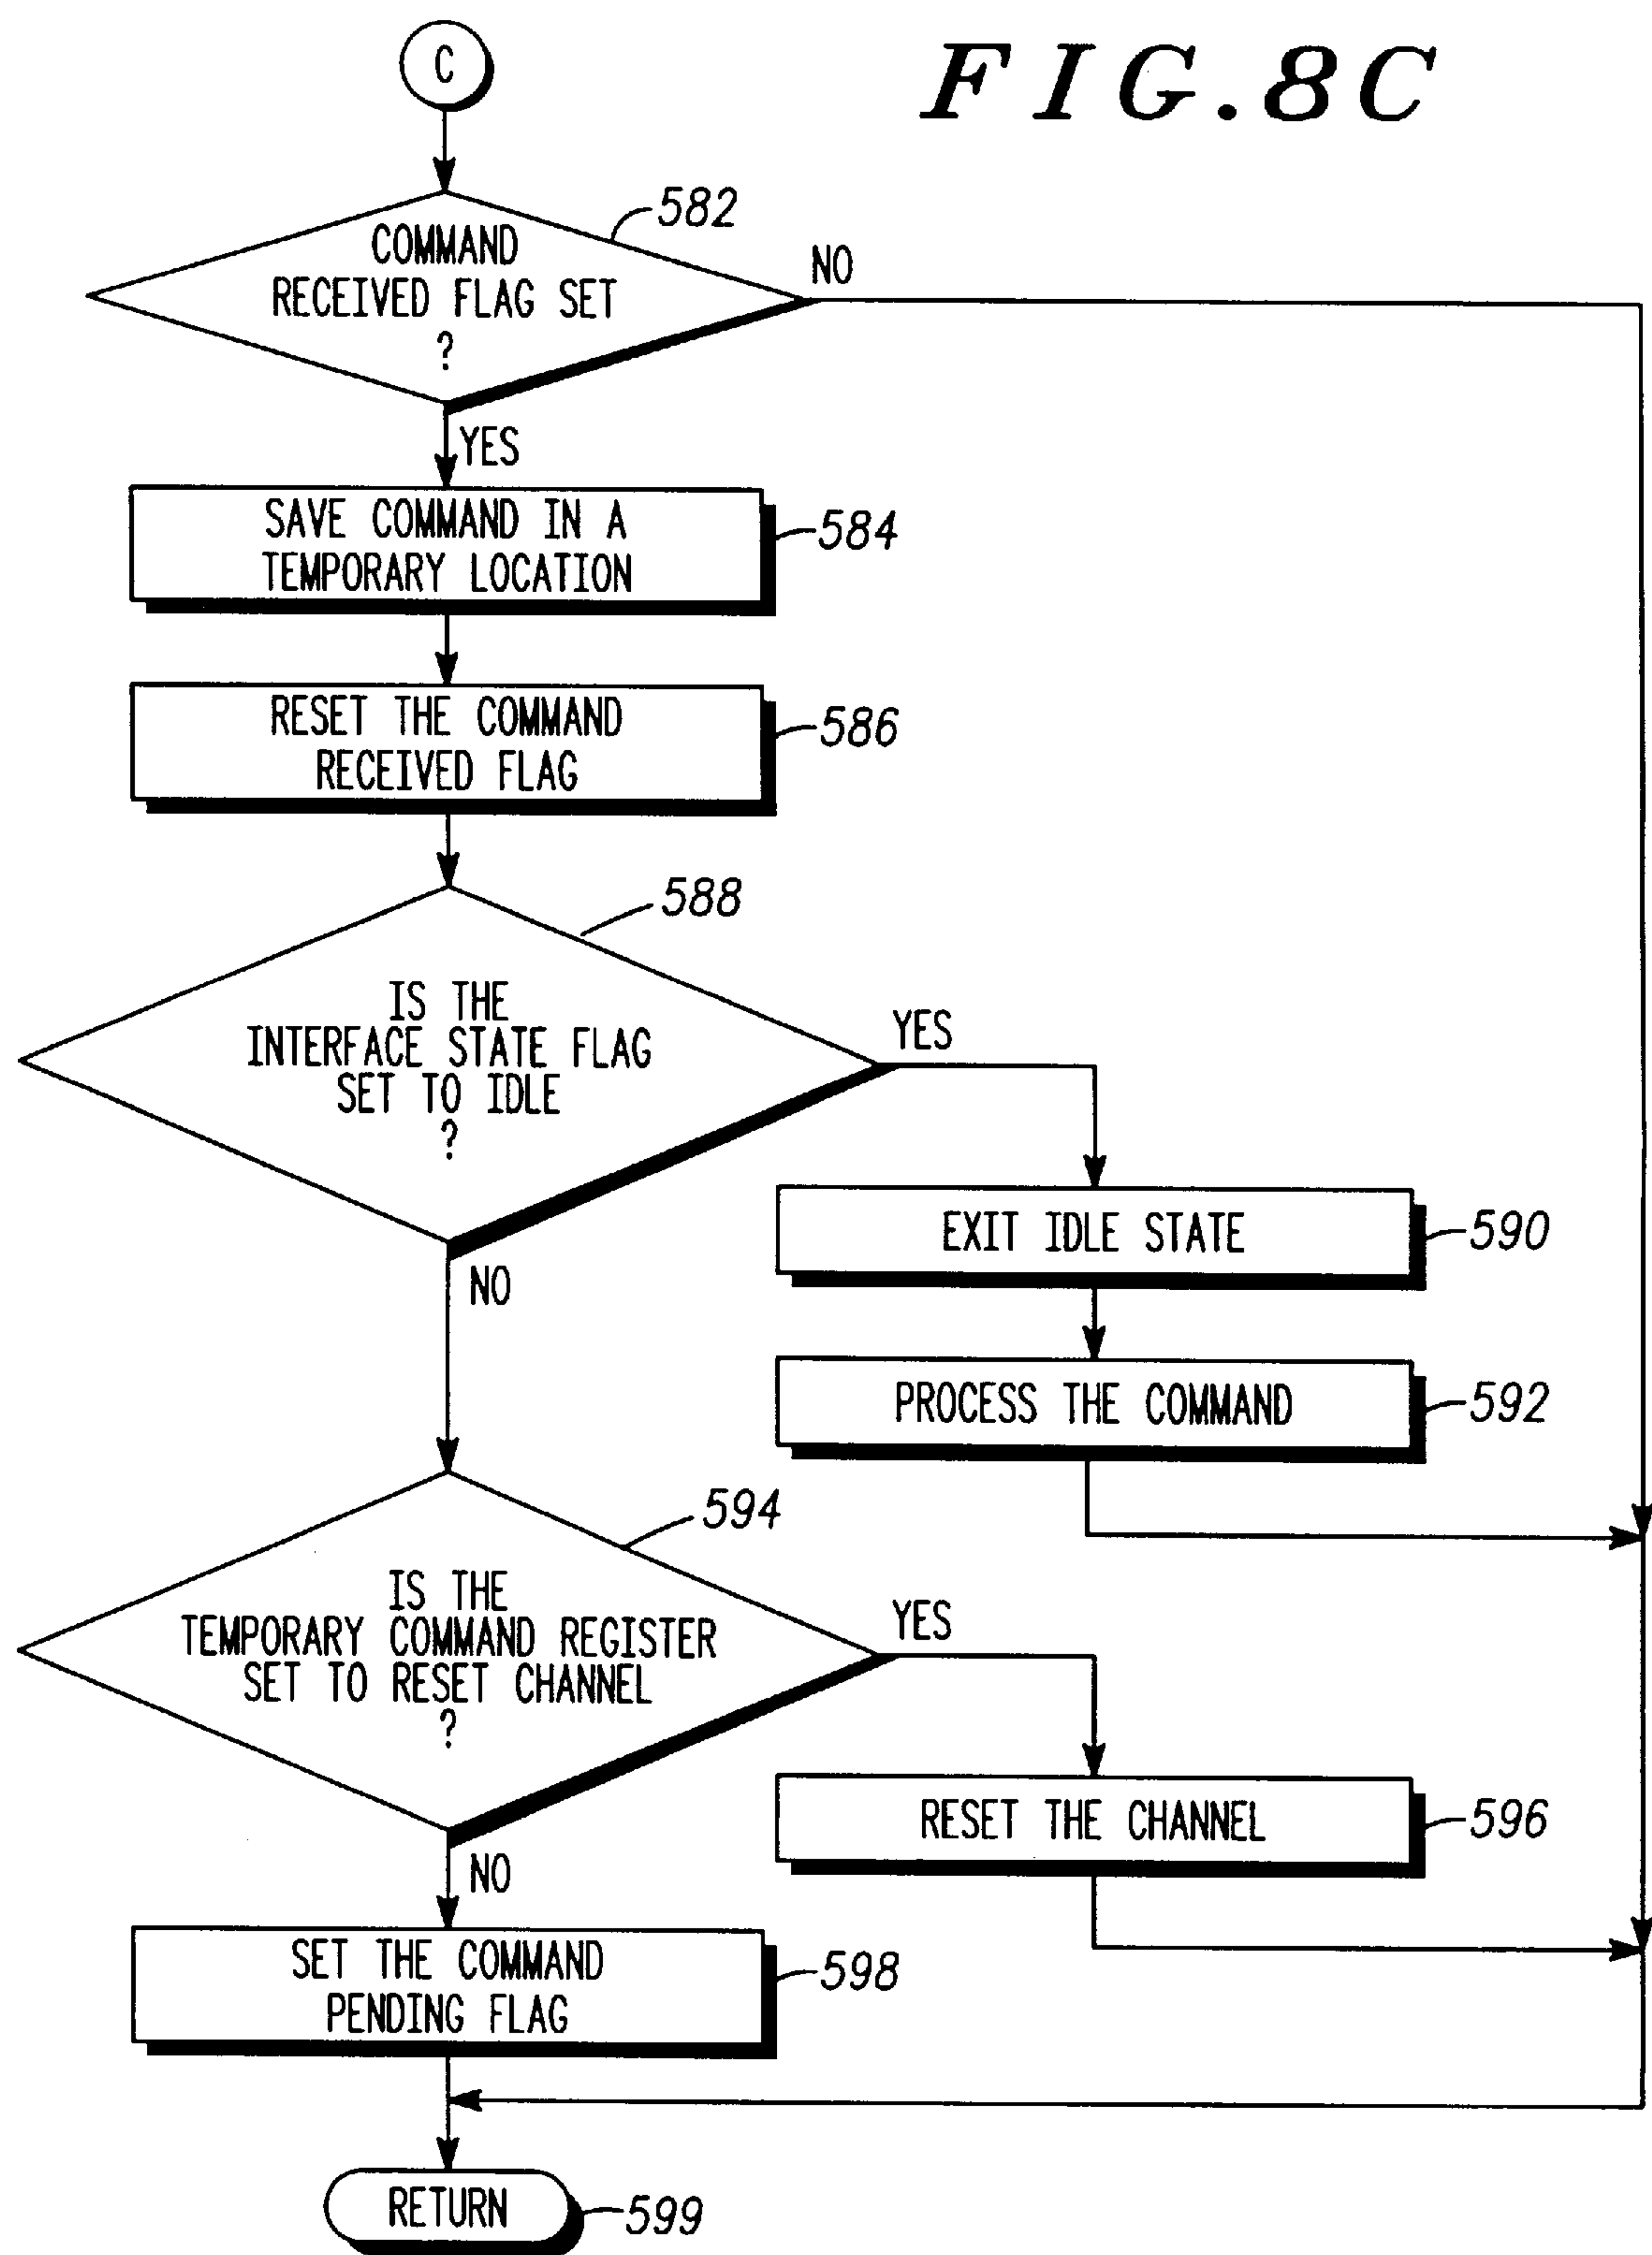 C
FIG. 8C
582
COMMAND
RECEIVED FLAG SET
?
NO
YES
SAVE COMMAND IN A
TEMPORARY LOCATION
584
RESET THE COMMAND
RECEIVED FLAG
586
588
IS THE
INTERFACE STATE FLAG
SET TO IDLE
?
YES
NO
EXIT IDLE STATE
590
PROCESS THE COMMAND
592
594
IS THE
TEMPORARY COMMAND REGISTER
SET TO RESET CHANNEL
?
YES
NO
RESET THE CHANNEL
596
SET THE COMMAND
PENDING FLAG
598
RETURN
599